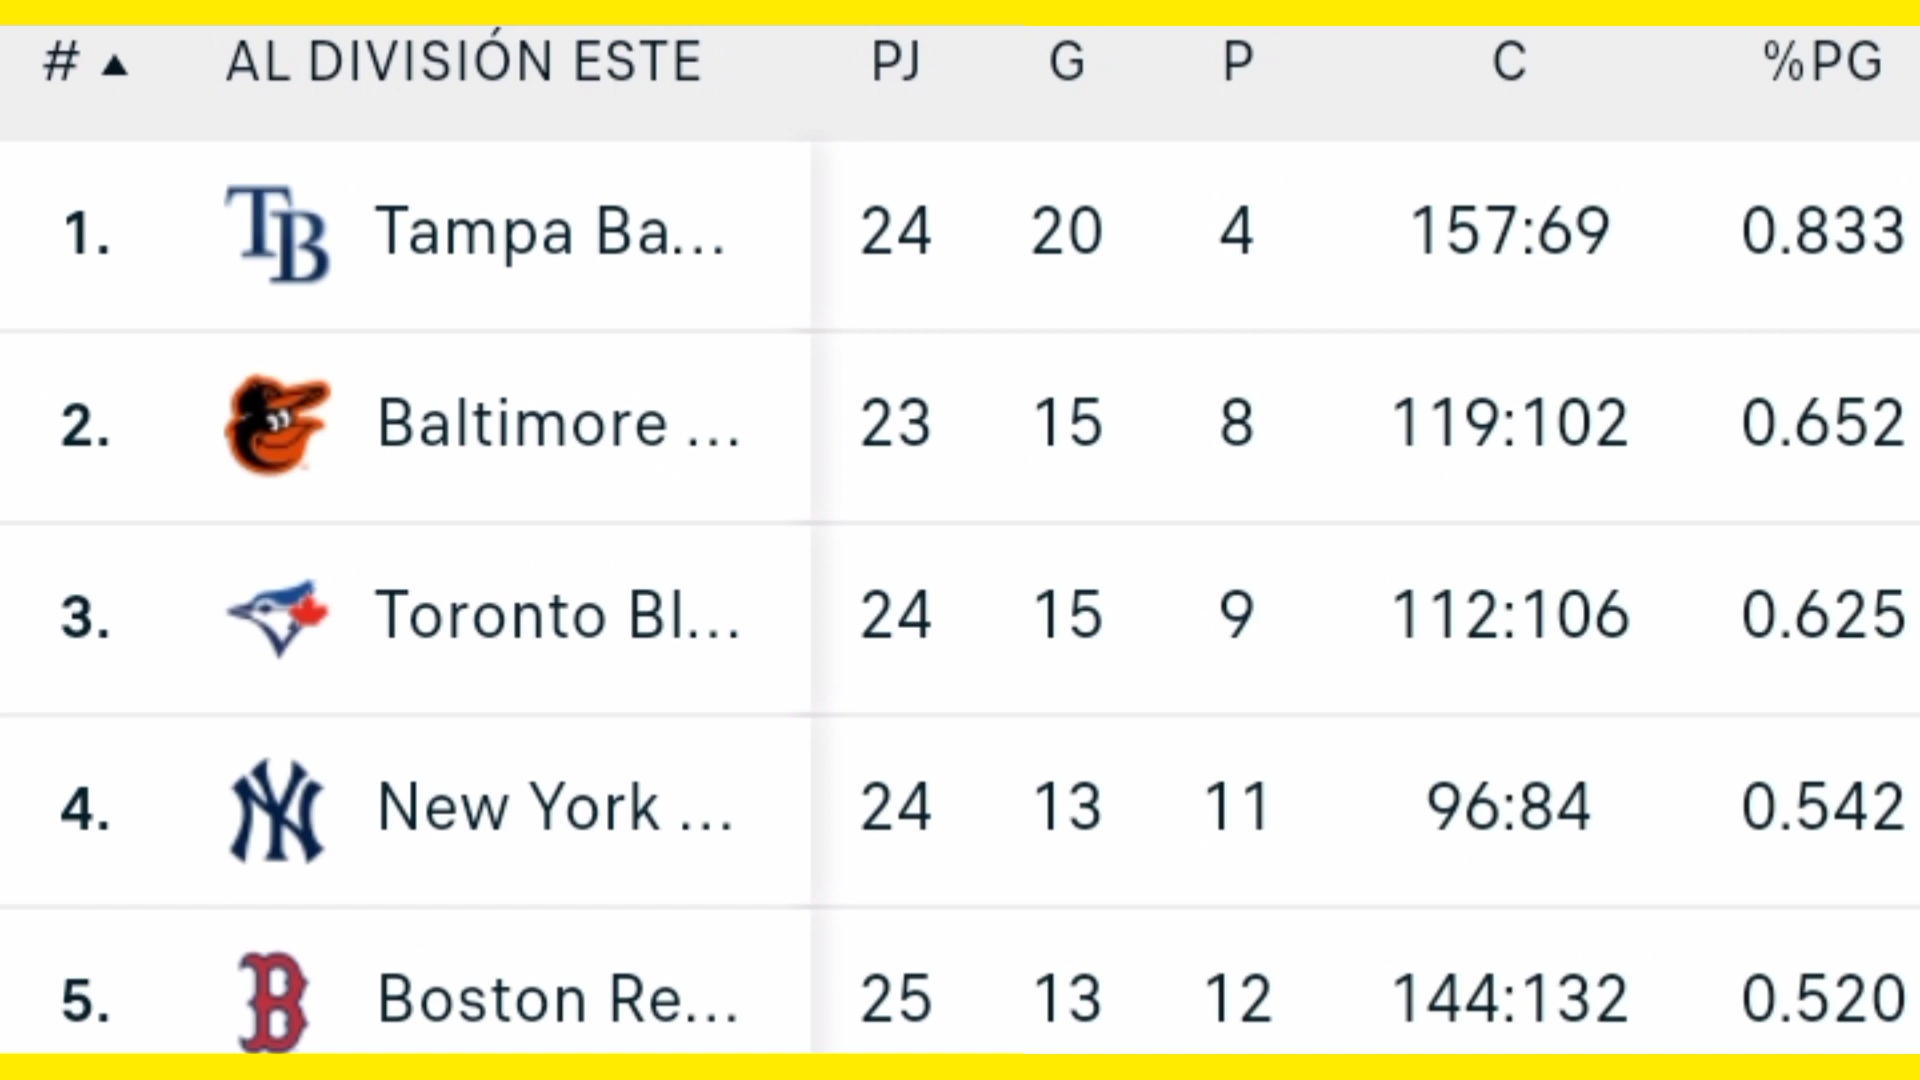 # ▲ AL DIVISIÓN ESTE PJ G P C %PG
1. TB Tampa Ba... 24 20 4 157:69 0.833
2. Baltimore ... 23 15 8 119:102 0.652
3. Toronto Bl... 24 15 9 112:106 0.625
4. NY New York ... 24 13 11 96:84 0.542
5. B Boston Re... 25 13 12 144:132 0.520